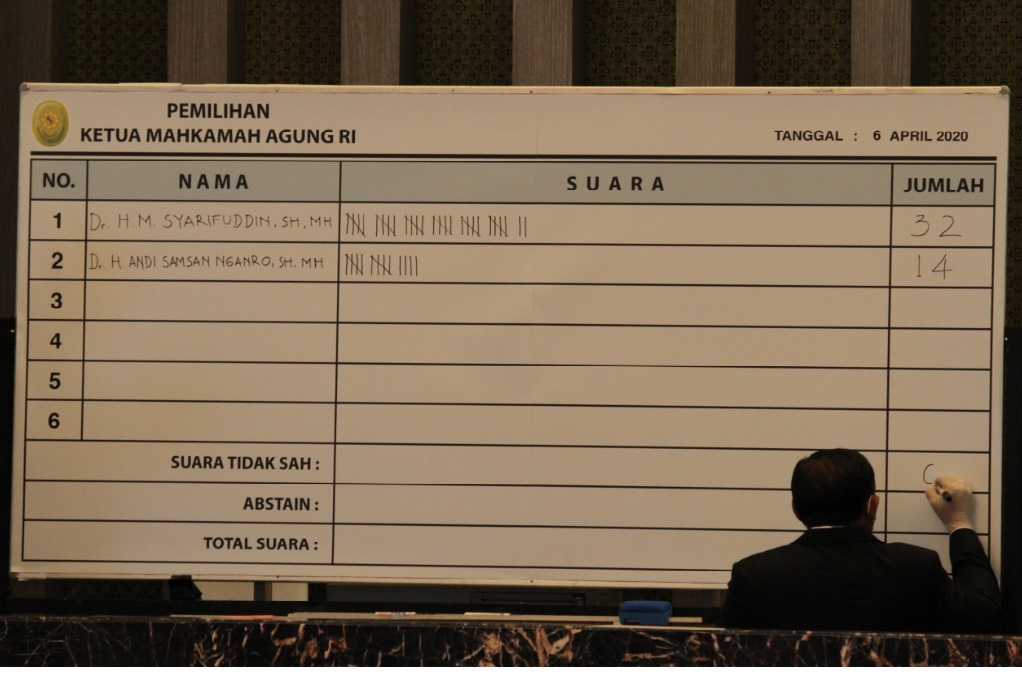 PEMILIHAN
KETUA MAHKAMAH AGUNG RI
TANGGAL : 6 APRIL 2020
NO. NAMA SUARA JUMLAH
1 Dr. H. M. SYARIFUDDIN, SH, MH 32
2 Dr. H. ANDI SAMSAN NGANRO, SH. MH 14
3
4
5
6
SUARA TIDAK SAH :
ABSTAIN :
TOTAL SUARA :